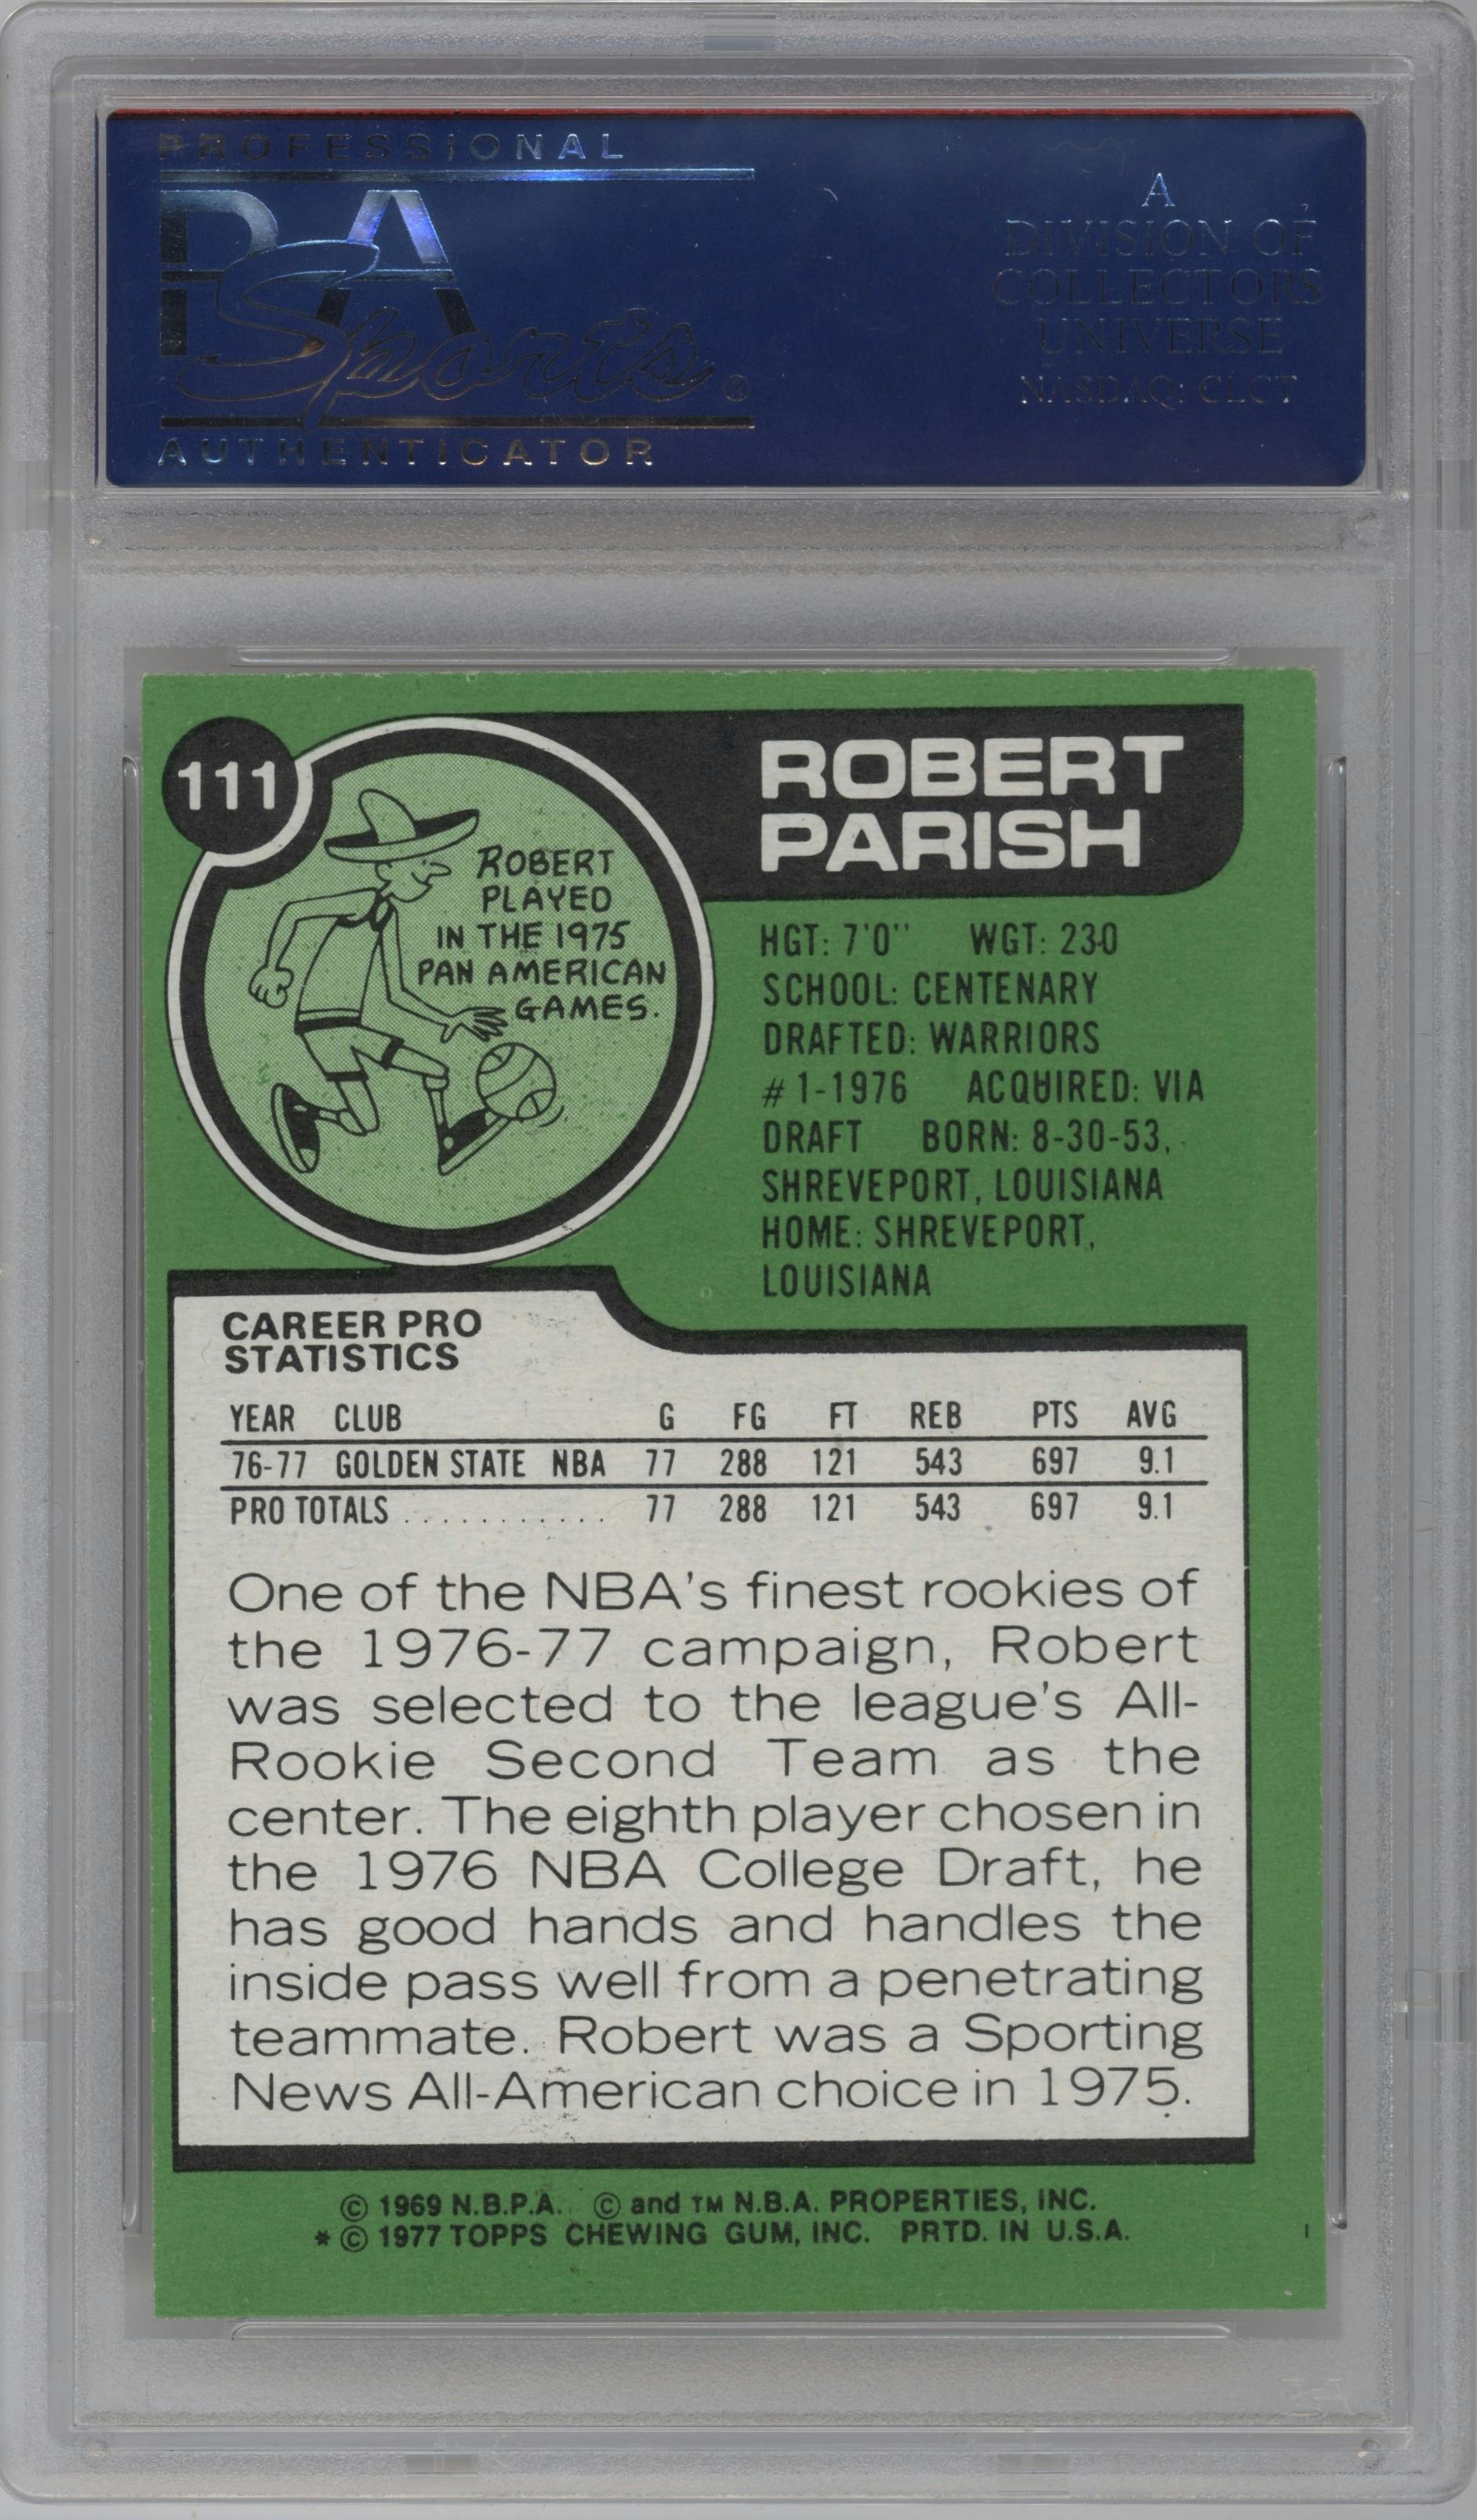 PROFESSIONAL
PSA
Sports ®
AUTHENTICATOR
A
DIVISION OF
COLLECTORS
UNIVERSE
NASDAQ: CLCT
111
ROBERT
PLAYED
IN THE 1975
PAN AMERICAN
GAMES.
ROBERT
PARISH
HGT: 7'0" WGT: 230
SCHOOL: CENTENARY
DRAFTED: WARRIORS
#1-1976 ACQUIRED: VIA
DRAFT BORN: 8-30-53,
SHREVEPORT, LOUISIANA
HOME: SHREVEPORT,
LOUISIANA
CAREER PRO
STATISTICS
YEAR CLUB G FG FT REB PTS AVG
76-77 GOLDEN STATE NBA 77 288 121 543 697 9.1
PRO TOTALS ........... 77 288 121 543 697 9.1
One of the NBA's finest rookies of
the 1976-77 campaign, Robert
was selected to the league's All-
Rookie Second Team as the
center. The eighth player chosen in
the 1976 NBA College Draft, he
has good hands and handles the
inside pass well from a penetrating
teammate. Robert was a Sporting
News All-American choice in 1975.
© 1969 N.B.P.A. © and TM N.B.A. PROPERTIES, INC.
* © 1977 TOPPS CHEWING GUM, INC. PRTD. IN U.S.A.